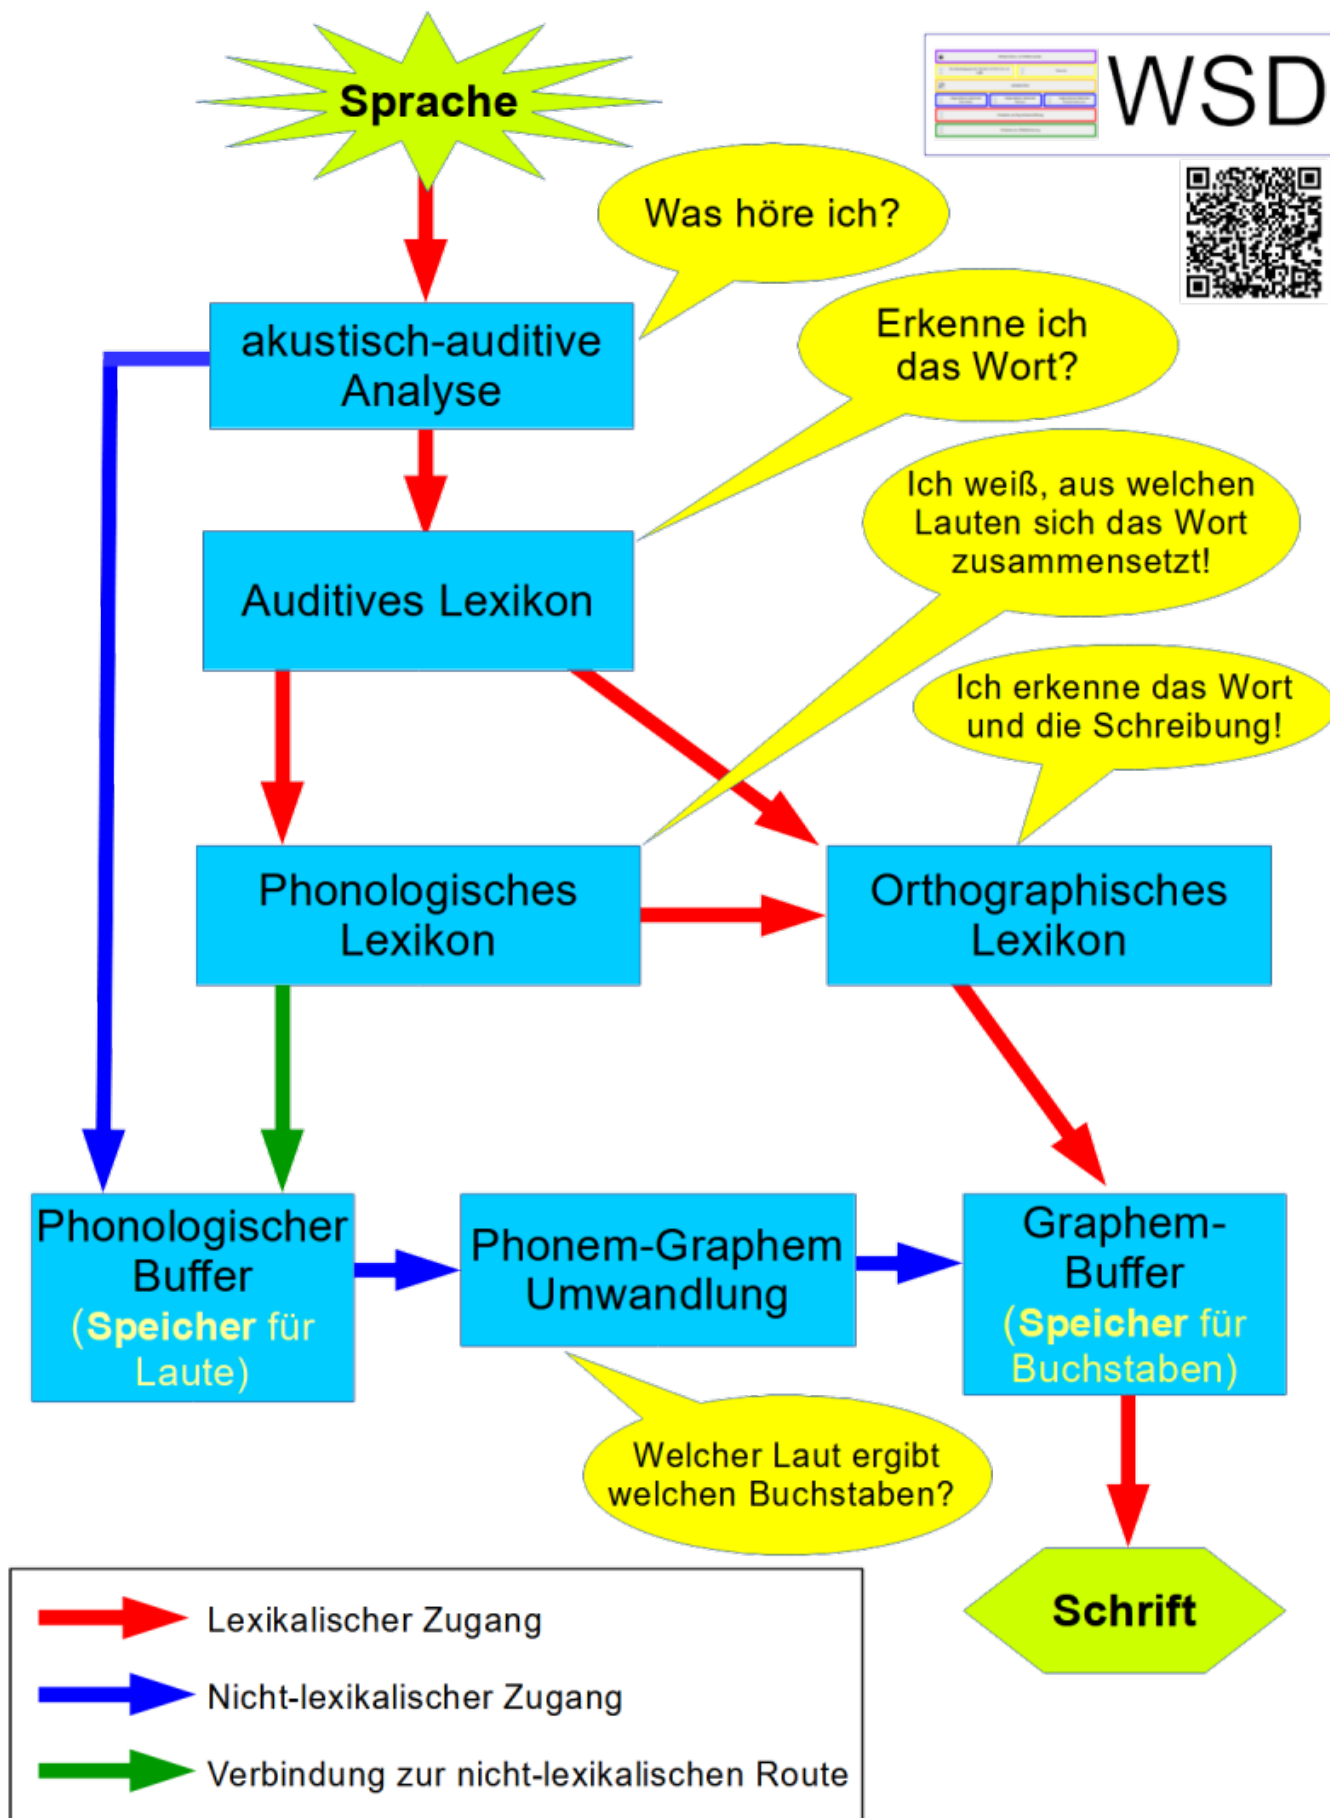 Sprache
WSD
Was höre ich?
akustisch-auditive
Analyse
Erkenne ich
das Wort?
Ich weiß, aus welchen
Lauten sich das Wort
zusammensetzt!
Auditives Lexikon
Ich erkenne das Wort
und die Schreibung!
Phonologisches
Lexikon
Orthographisches
Lexikon
Phonologischer
Buffer
(Speicher für
Laute)
Phonem-Graphem
Umwandlung
Graphem-
Buffer
(Speicher für
Buchstaben)
Welcher Laut ergibt
welchen Buchstaben?
Schrift
Lexikalischer Zugang
Nicht-lexikalischer Zugang
Verbindung zur nicht-lexikalischen Route